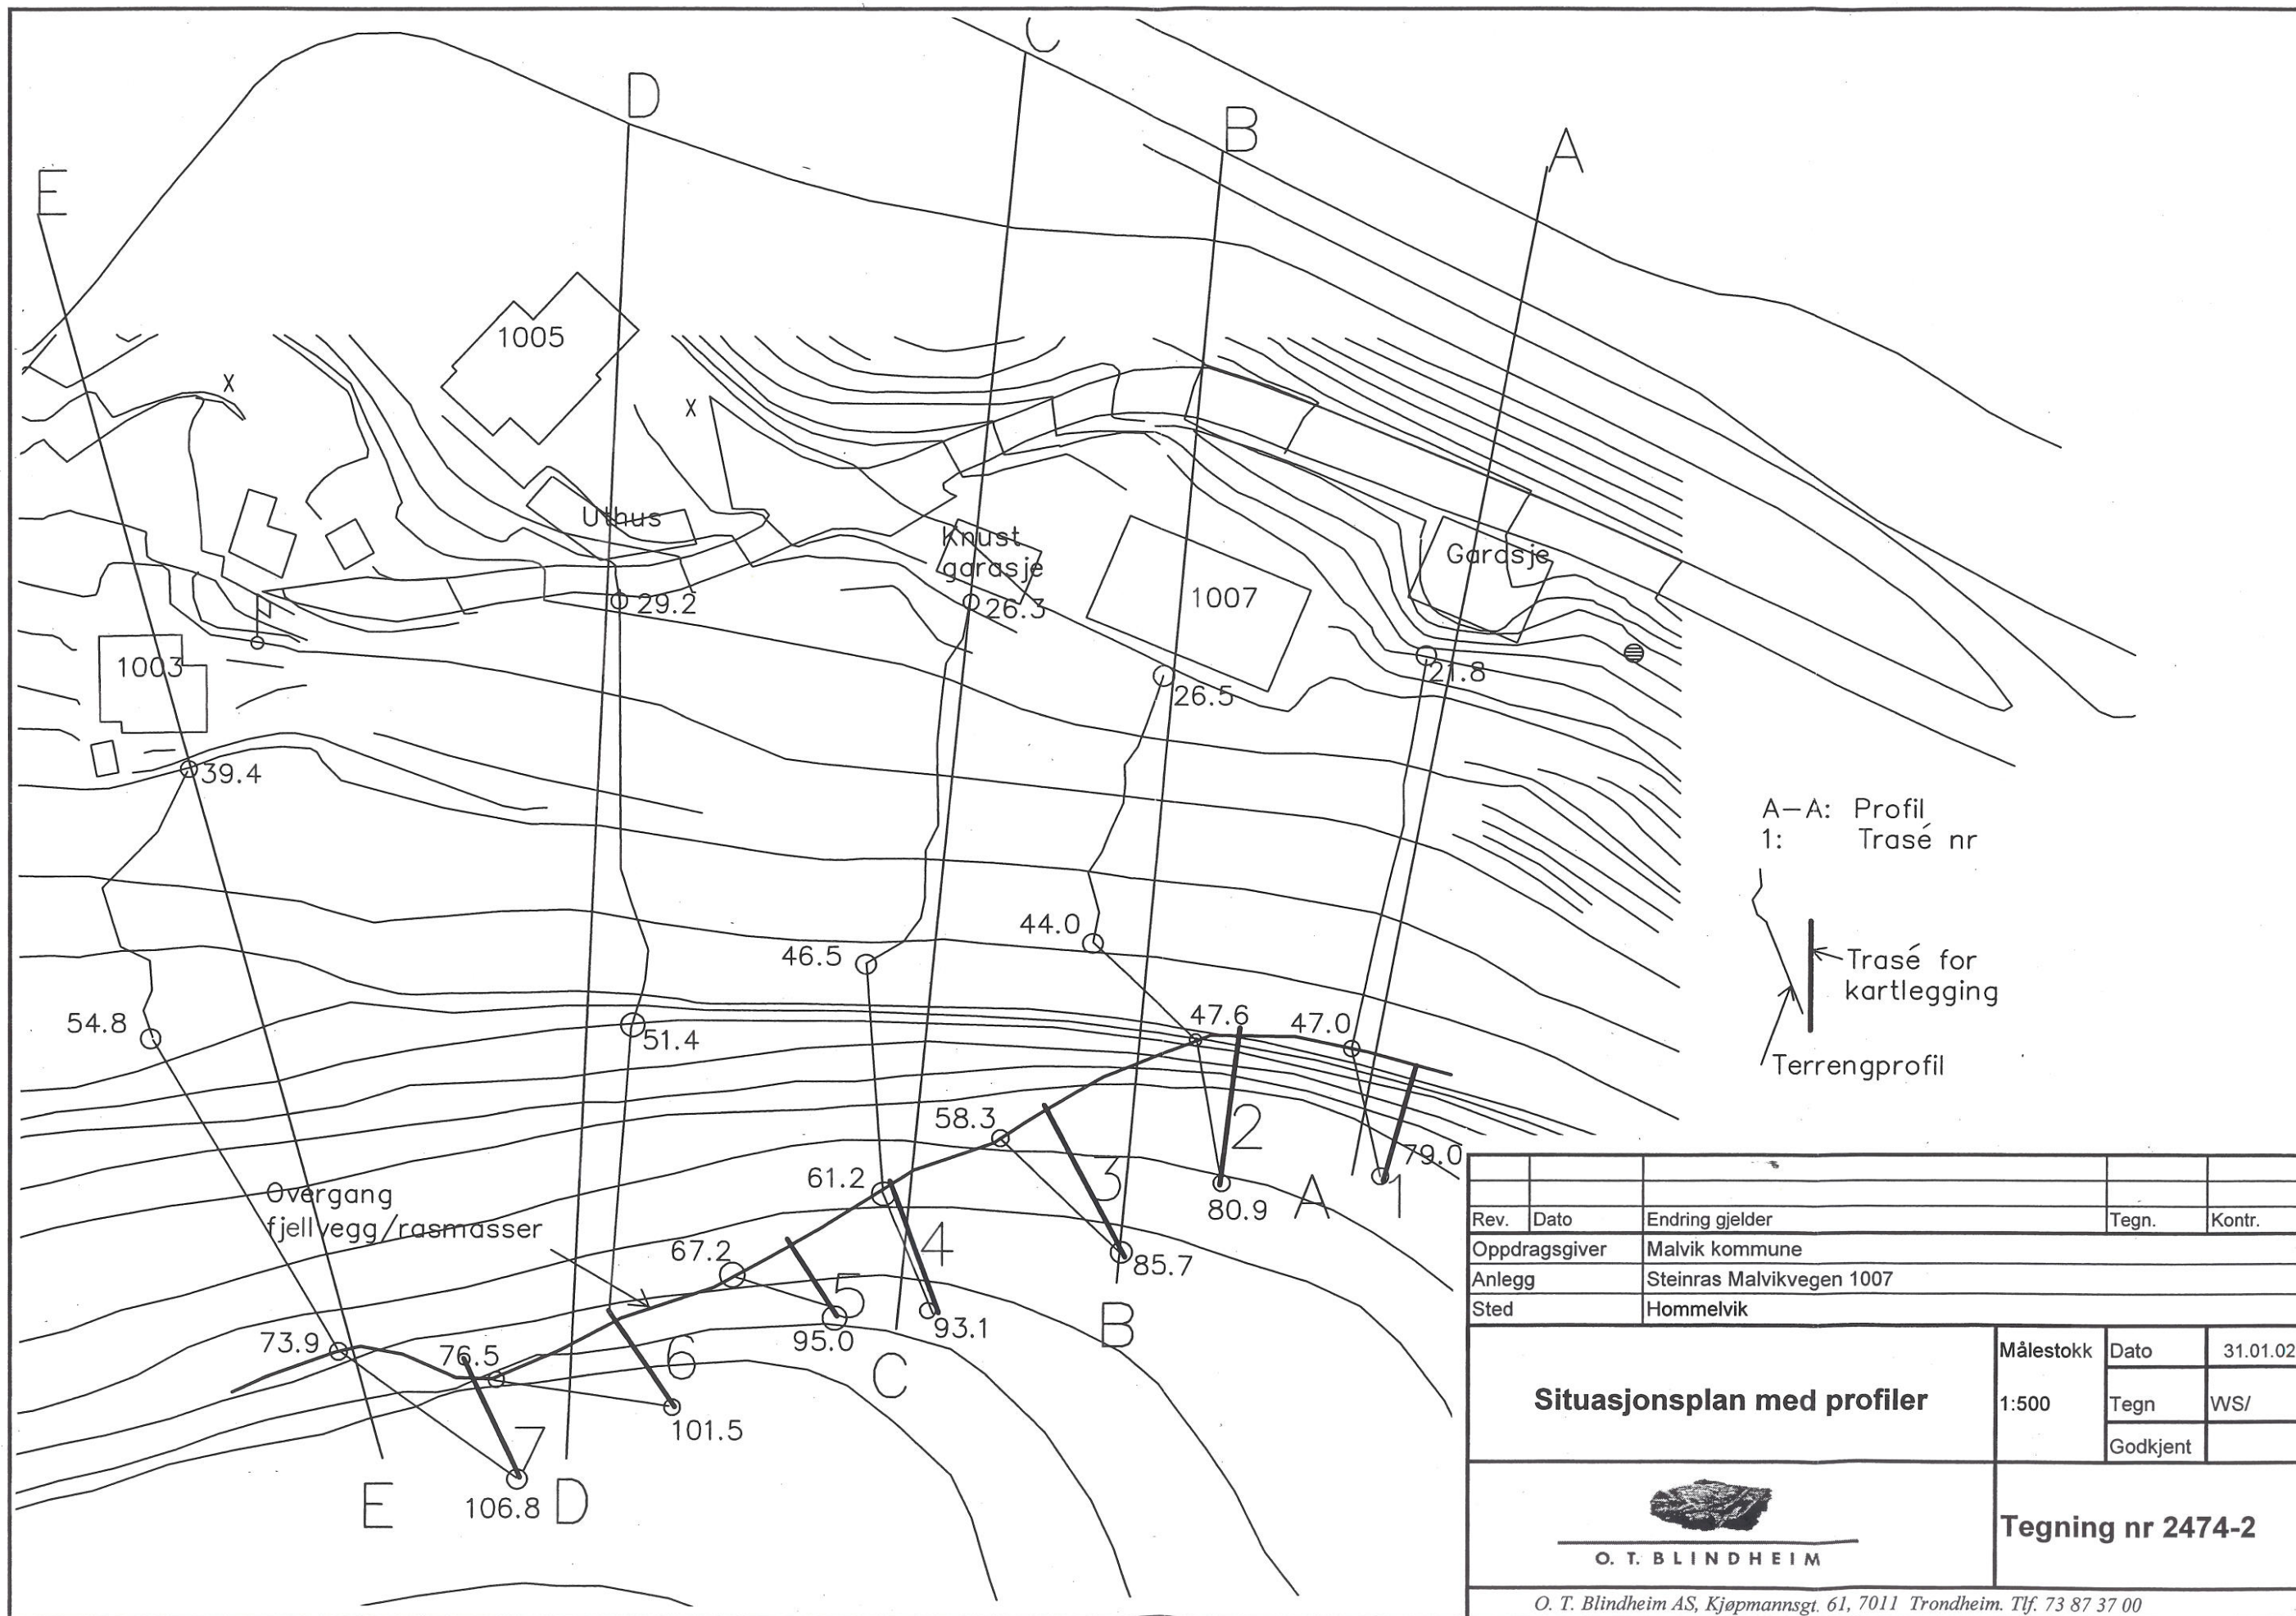 C
D
B
A
E
1005
x
x
Uthus
Knust
garasje
Garasje
29.2
26.3
1007
1003
21.8
26.5
39.4
A–A: Profil
1: Trasé nr
44.0
46.5
Trasé for
kartlegging
54.8
51.4
47.6
47.0
Terrengprofil
58.3
2
79.0
61.2
3
80.9
A
1
Overgang
fjellvegg/rasmasser
67.2
4
85.7
5
93.1
95.0
B
73.9
76.5
6
C
101.5
7
106.8
E
D
Rev. Dato Endring gjelder Tegn. Kontr.
Oppdragsgiver Malvik kommune
Anlegg Steinras Malvikvegen 1007
Sted Hommelvik
Situasjonsplan med profiler
Målestokk
1:500
Dato 31.01.02
Tegn WS/
Godkjent
O. T. BLINDHEIM
Tegning nr 2474-2
O. T. Blindheim AS, Kjøpmannsgt. 61, 7011 Trondheim. Tlf. 73 87 37 00